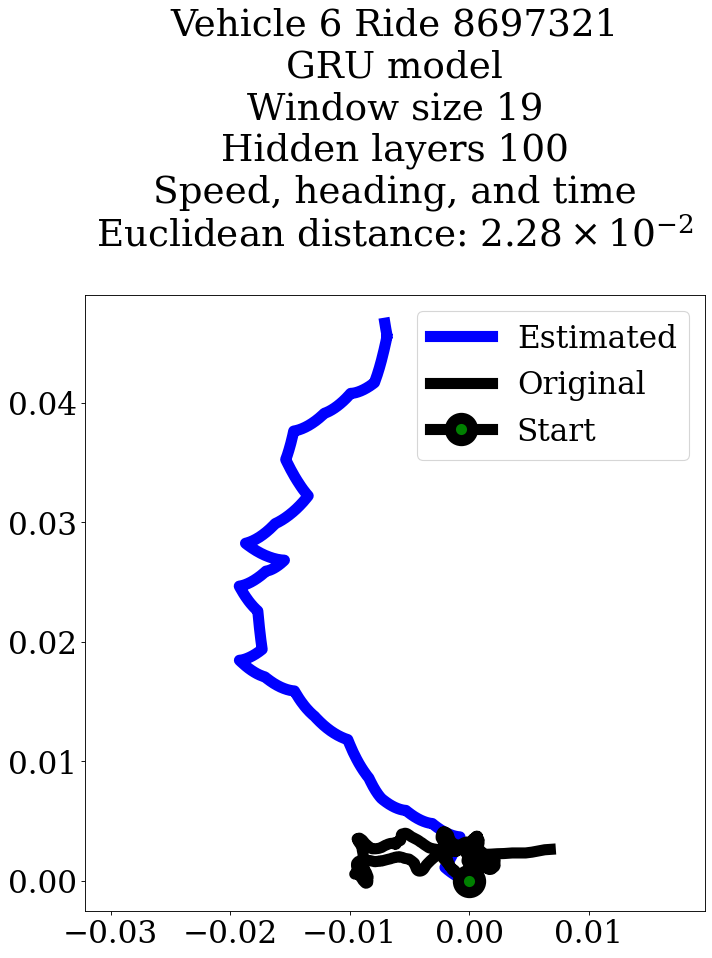 Vehicle 6 Ride 8697321
GRU model
Window size 19
Hidden layers 100
Speed, heading, and time
Euclidean distance: 2.28 × 10⁻²
Estimated
Original
Start
0.04
0.03
0.02
0.01
0.00
−0.03 −0.02 −0.01 0.00 0.01